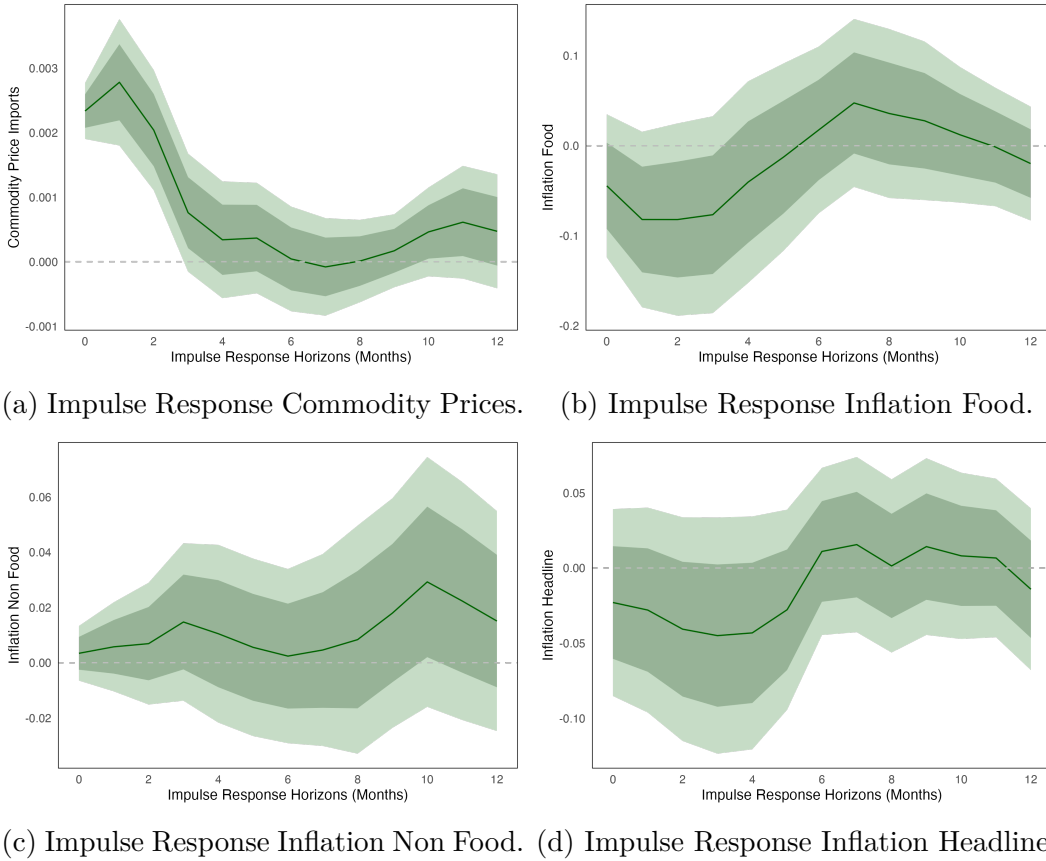 Commodity Price Imports
0.003
0.002
0.001
0.000
-0.001
0 2 4 6 8 10 12
Impulse Response Horizons (Months)
(a) Impulse Response Commodity Prices.
Inflation Food
0.1
0.0
-0.1
-0.2
0 2 4 6 8 10 12
Impulse Response Horizons (Months)
(b) Impulse Response Inflation Food.
Inflation Non Food
0.06
0.04
0.02
0.00
-0.02
0 2 4 6 8 10 12
Impulse Response Horizons (Months)
(c) Impulse Response Inflation Non Food.
Inflation Headline
0.05
0.00
-0.05
-0.10
0 2 4 6 8 10 12
Impulse Response Horizons (Months)
(d) Impulse Response Inflation Headline